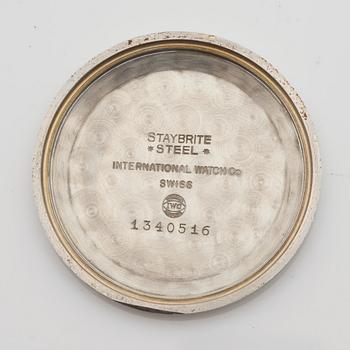 STAYBRITE
* STEEL *
INTERNATIONAL WATCH Co
SWISS
IWC
1340516